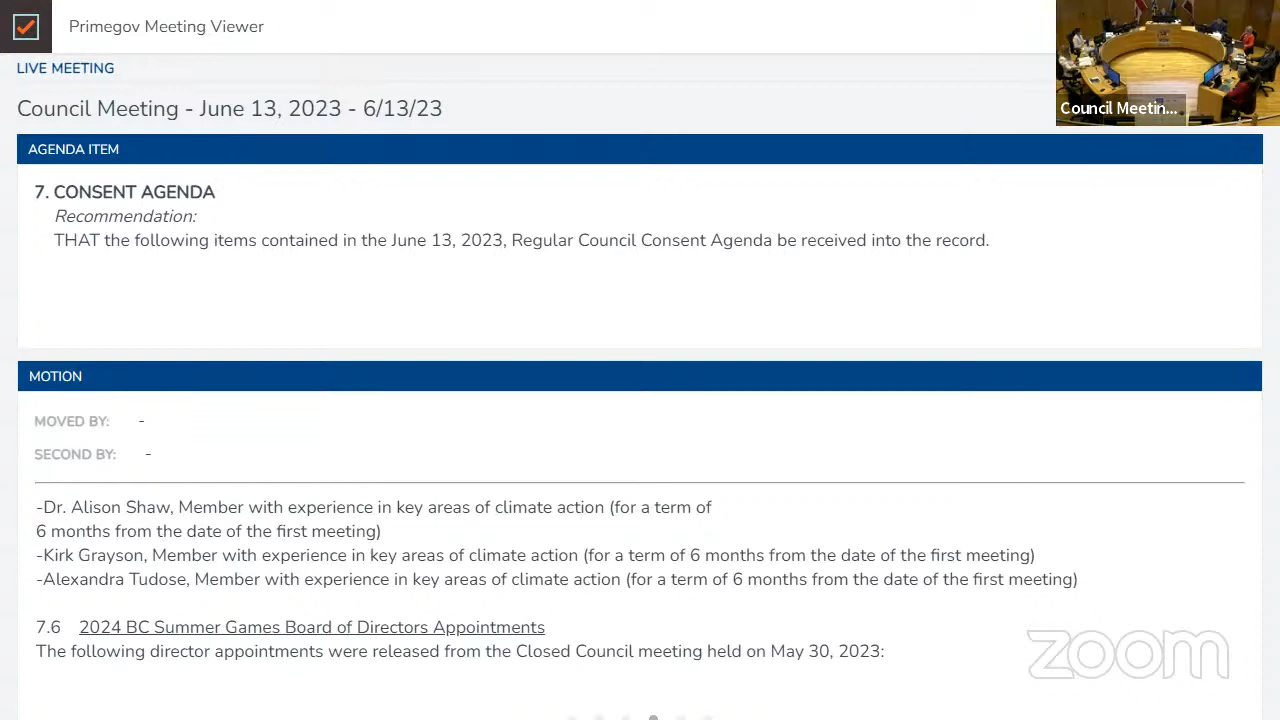 Primegov Meeting Viewer
LIVE MEETING
Council Meeting - June 13, 2023 - 6/13/23
Council Meetin...
AGENDA ITEM
7. CONSENT AGENDA
Recommendation:
THAT the following items contained in the June 13, 2023, Regular Council Consent Agenda be received into the record.
MOTION
MOVED BY: -
SECOND BY: -
-Dr. Alison Shaw, Member with experience in key areas of climate action (for a term of
6 months from the date of the first meeting)
-Kirk Grayson, Member with experience in key areas of climate action (for a term of 6 months from the date of the first meeting)
-Alexandra Tudose, Member with experience in key areas of climate action (for a term of 6 months from the date of the first meeting)
7.6 2024 BC Summer Games Board of Directors Appointments
The following director appointments were released from the Closed Council meeting held on May 30, 2023:
zoom